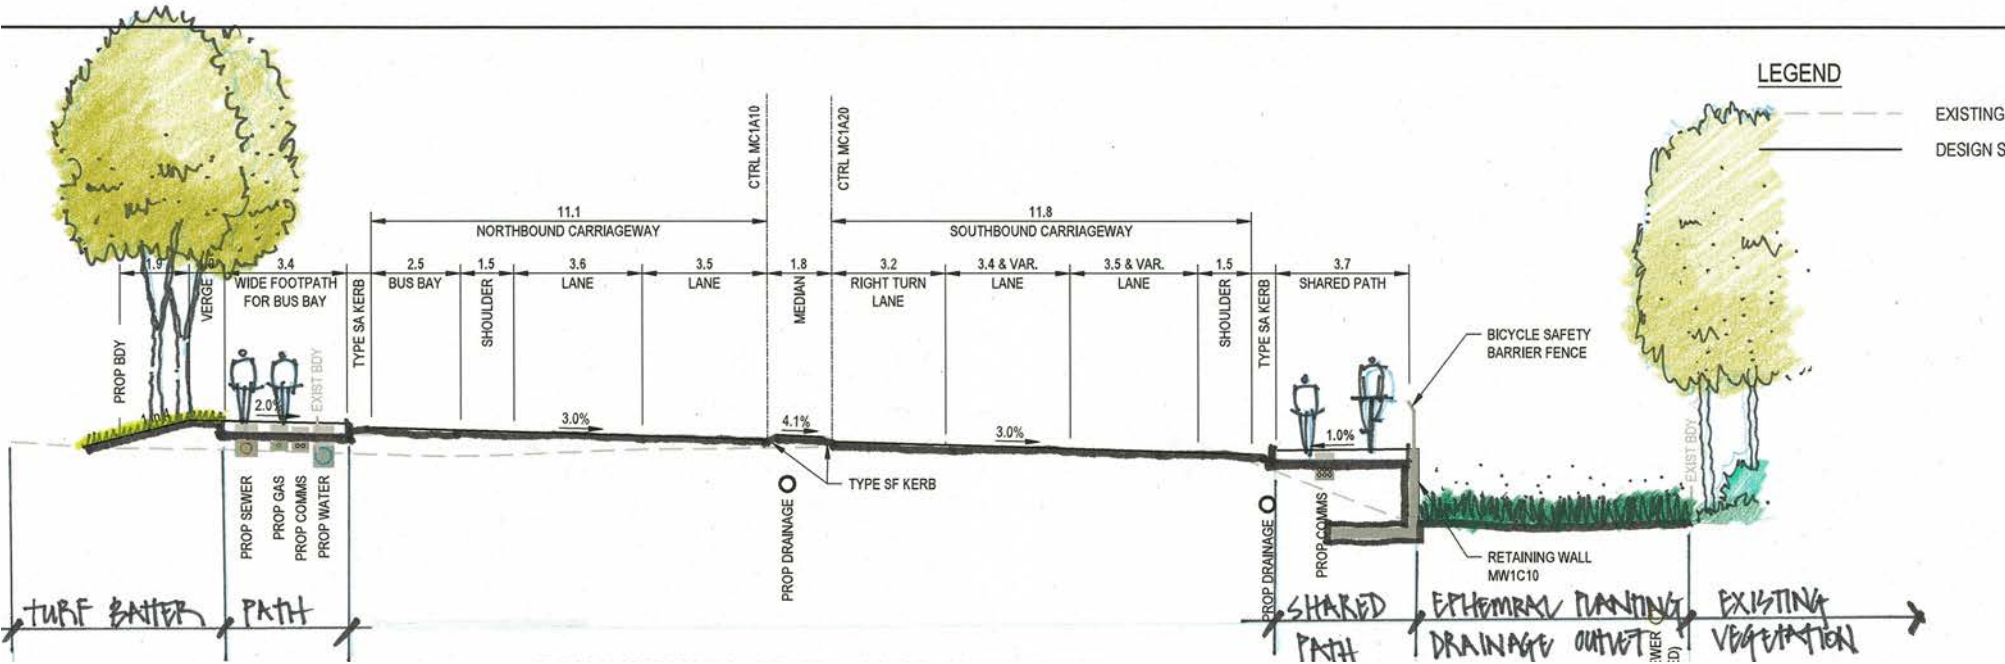 LEGEND
EXISTING
DESIGN S
CTRL MC1A10
CTRL MC1A20
11.1
NORTHBOUND CARRIAGEWAY
11.8
SOUTHBOUND CARRIAGEWAY
1.9
3.4
2.5
1.5
3.6
3.5
1.8
3.2
3.4 & VAR.
3.5 & VAR.
1.5
3.7
PROP BDY
VERGE
WIDE FOOTPATH
FOR BUS BAY
TYPE SA KERB
BUS BAY
SHOULDER
LANE
LANE
MEDIAN
RIGHT TURN
LANE
LANE
LANE
SHOULDER
TYPE SA KERB
SHARED PATH
BICYCLE SAFETY
BARRIER FENCE
EXIST BDY
2.0%
3.0%
4.1%
3.0%
1.0%
EXIST BDY
PROP SEWER
PROP GAS
PROP COMMS
PROP WATER
PROP DRAINAGE
TYPE SF KERB
PROP DRAINAGE
PROP COMMS
RETAINING WALL
MW1C10
TURF BATTER
PATH
SHARED
PATH
EPHEMERAL PLANTING
DRAINAGE OUTLET
EXISTING
VEGETATION